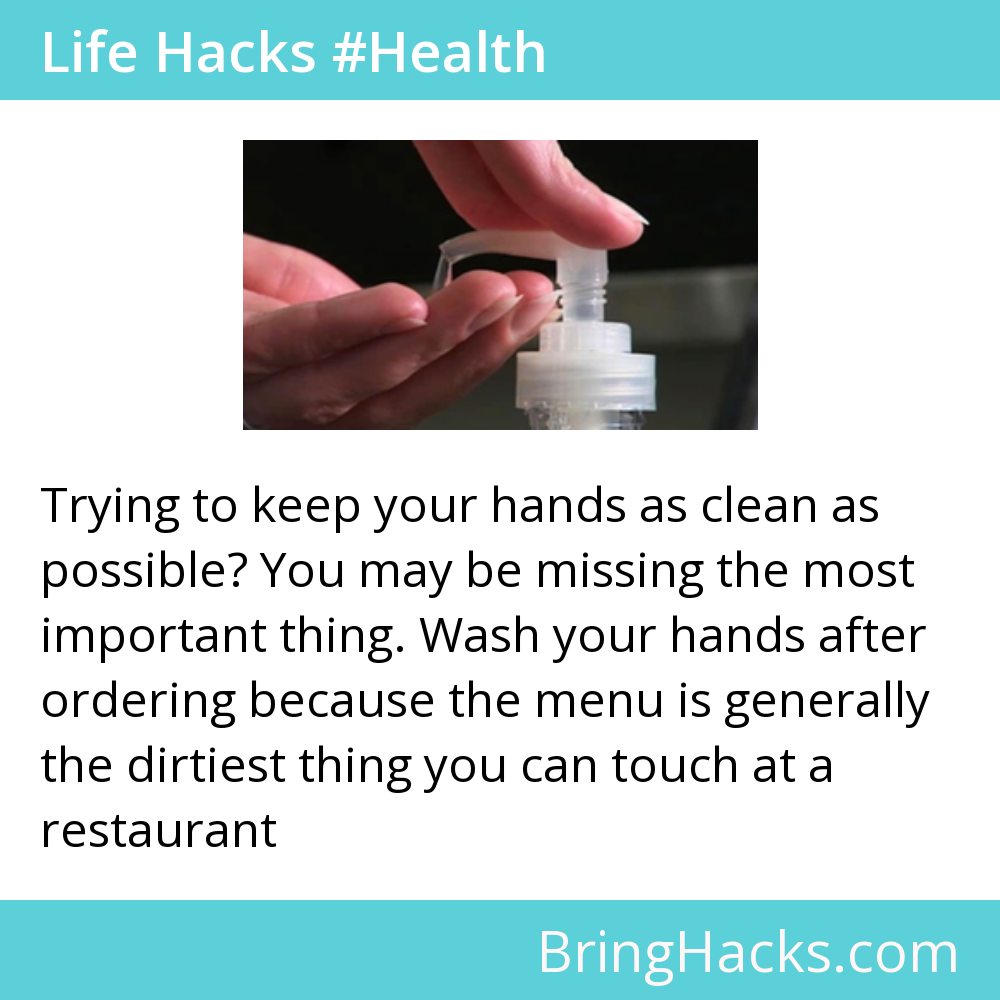 Life Hacks #Health
Trying to keep your hands as clean as
possible? You may be missing the most
important thing. Wash your hands after
ordering because the menu is generally
the dirtiest thing you can touch at a
restaurant
BringHacks.com